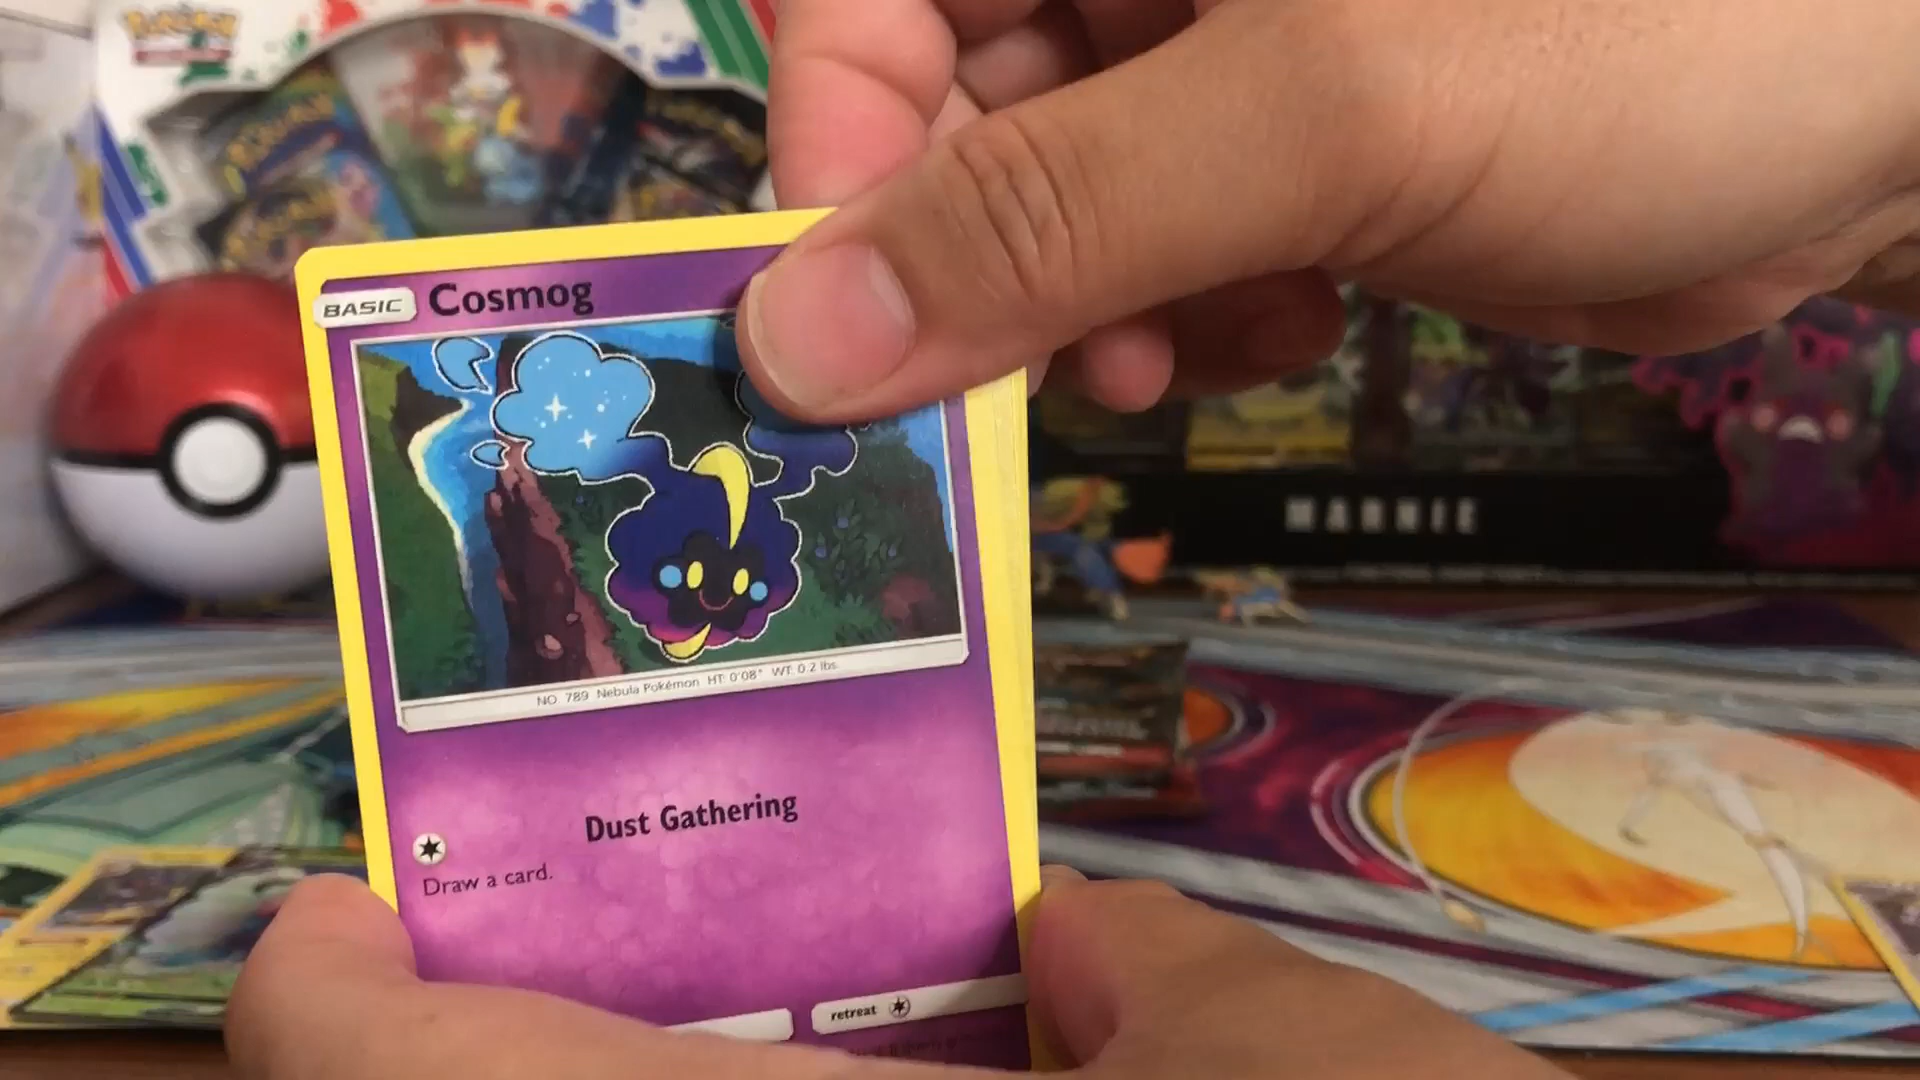 Pokémon
BASIC
Cosmog
MARNIE
NO. 789 Nebula Pokémon HT: 0'08" WT: 0.2 lbs.
Dust Gathering
Draw a card.
retreat